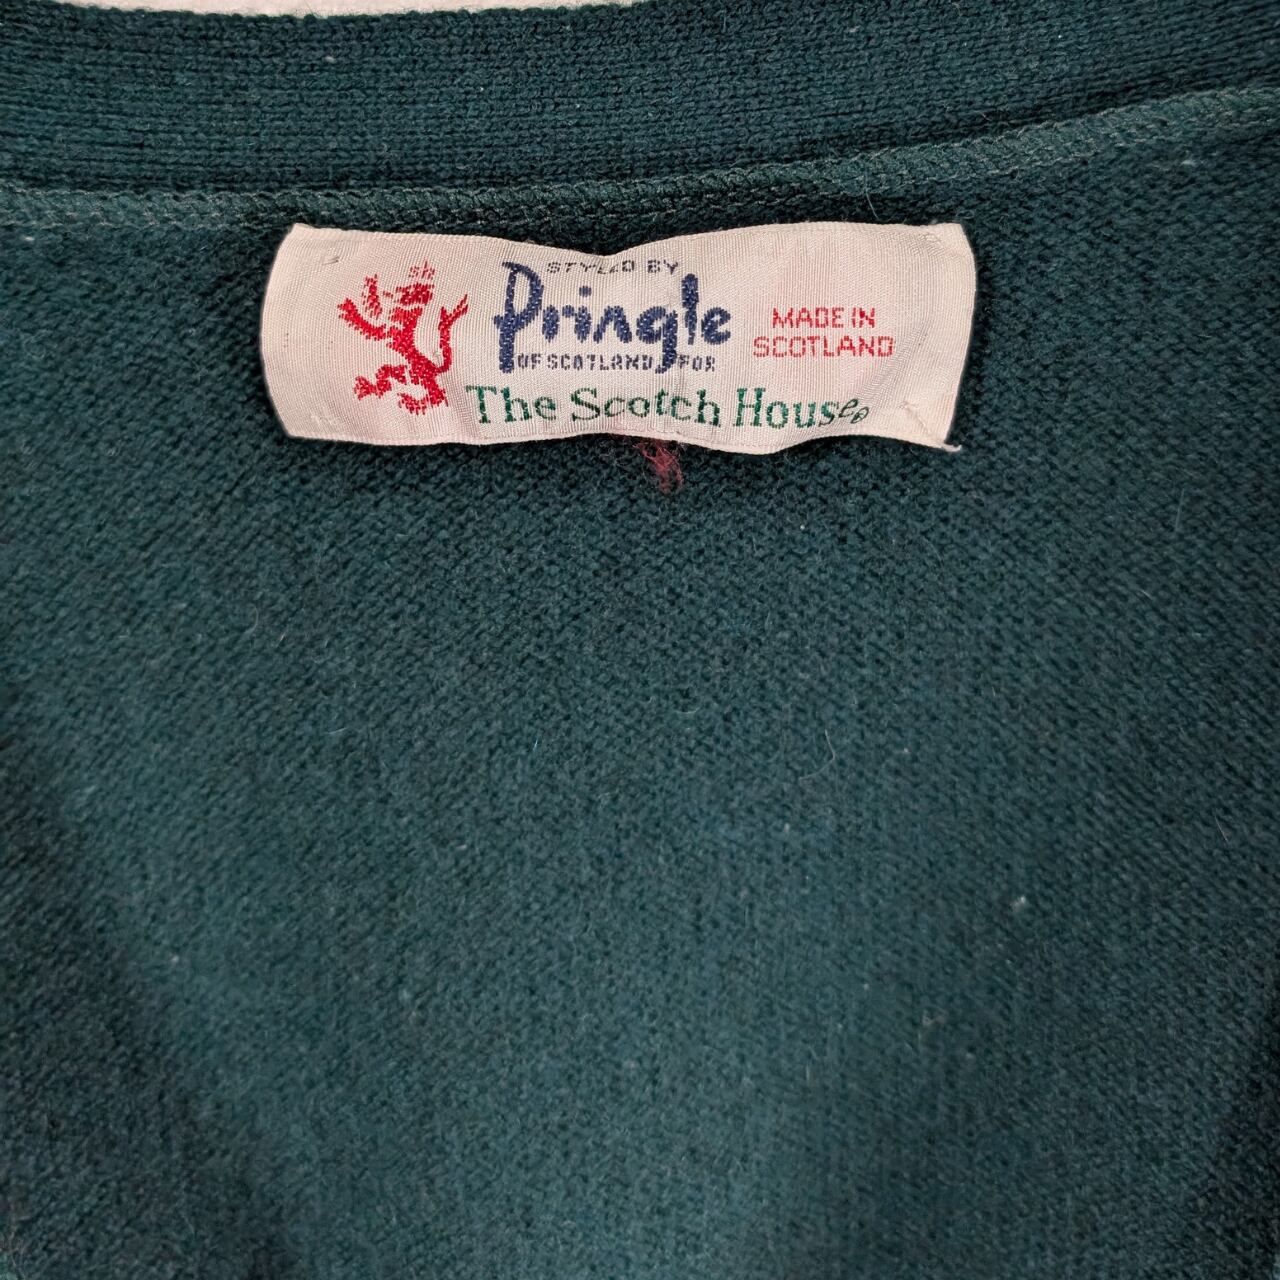 STYLED BY
Pringle
OF SCOTLAND, FOR
The Scotch House
MADE IN
SCOTLAND